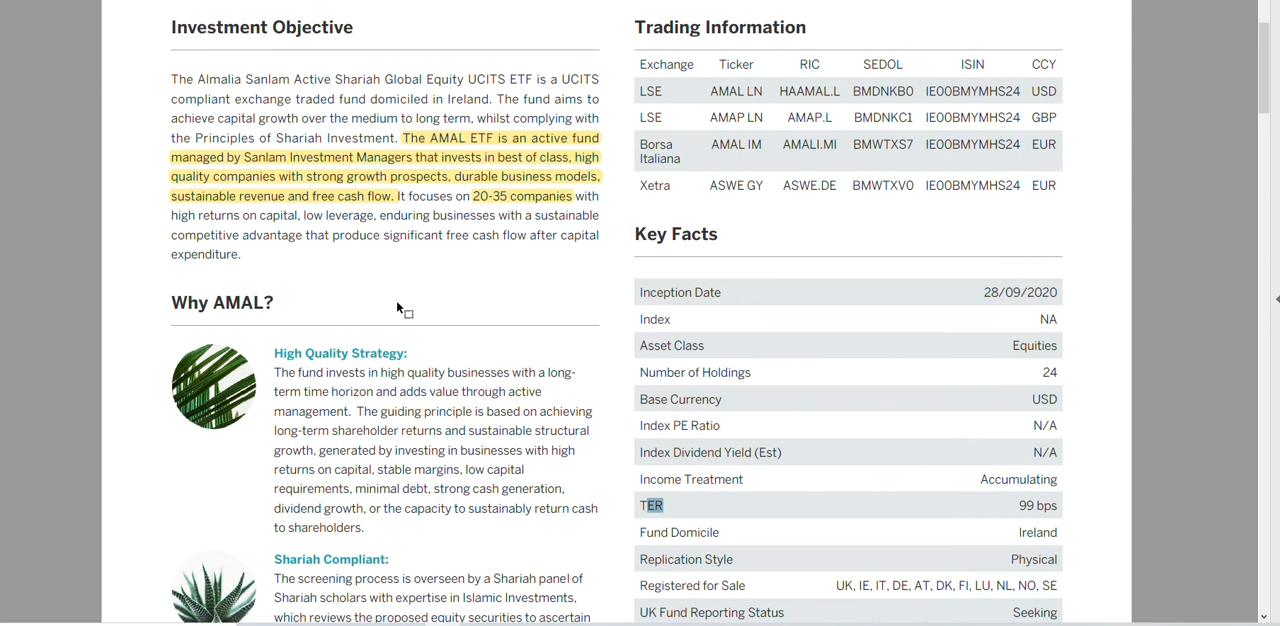 Investment Objective
The Almalia Sanlam Active Shariah Global Equity UCITS ETF is a UCITS
compliant exchange traded fund domiciled in Ireland. The fund aims to
achieve capital growth over the medium to long term, whilst complying with
the Principles of Shariah Investment. The AMAL ETF is an active fund
managed by Sanlam Investment Managers that invests in best of class, high
quality companies with strong growth prospects, durable business models,
sustainable revenue and free cash flow. It focuses on 20-35 companies with
high returns on capital, low leverage, enduring businesses with a sustainable
competitive advantage that produce significant free cash flow after capital
expenditure.
Why AMAL?
High Quality Strategy:
The fund invests in high quality businesses with a long-
term time horizon and adds value through active
management. The guiding principle is based on achieving
long-term shareholder returns and sustainable structural
growth, generated by investing in businesses with high
returns on capital, stable margins, low capital
requirements, minimal debt, strong cash generation,
dividend growth, or the capacity to sustainably return cash
to shareholders.
Shariah Compliant:
The screening process is overseen by a Shariah panel of
Shariah scholars with expertise in Islamic Investments,
which reviews the proposed equity securities to ascertain
Trading Information
Exchange Ticker RIC SEDOL ISIN CCY
LSE AMAL LN HAAMAL.L BMDNKB0 IE00BMYMHS24 USD
LSE AMAP LN AMAP.L BMDNKC1 IE00BMYMHS24 GBP
Borsa Italiana AMAL IM AMALI.MI BMWTXS7 IE00BMYMHS24 EUR
Xetra ASWE GY ASWE.DE BMWTXV0 IE00BMYMHS24 EUR
Key Facts
Inception Date 28/09/2020
Index NA
Asset Class Equities
Number of Holdings 24
Base Currency USD
Index PE Ratio N/A
Index Dividend Yield (Est) N/A
Income Treatment Accumulating
TER 99 bps
Fund Domicile Ireland
Replication Style Physical
Registered for Sale UK, IE, IT, DE, AT, DK, FI, LU, NL, NO, SE
UK Fund Reporting Status Seeking